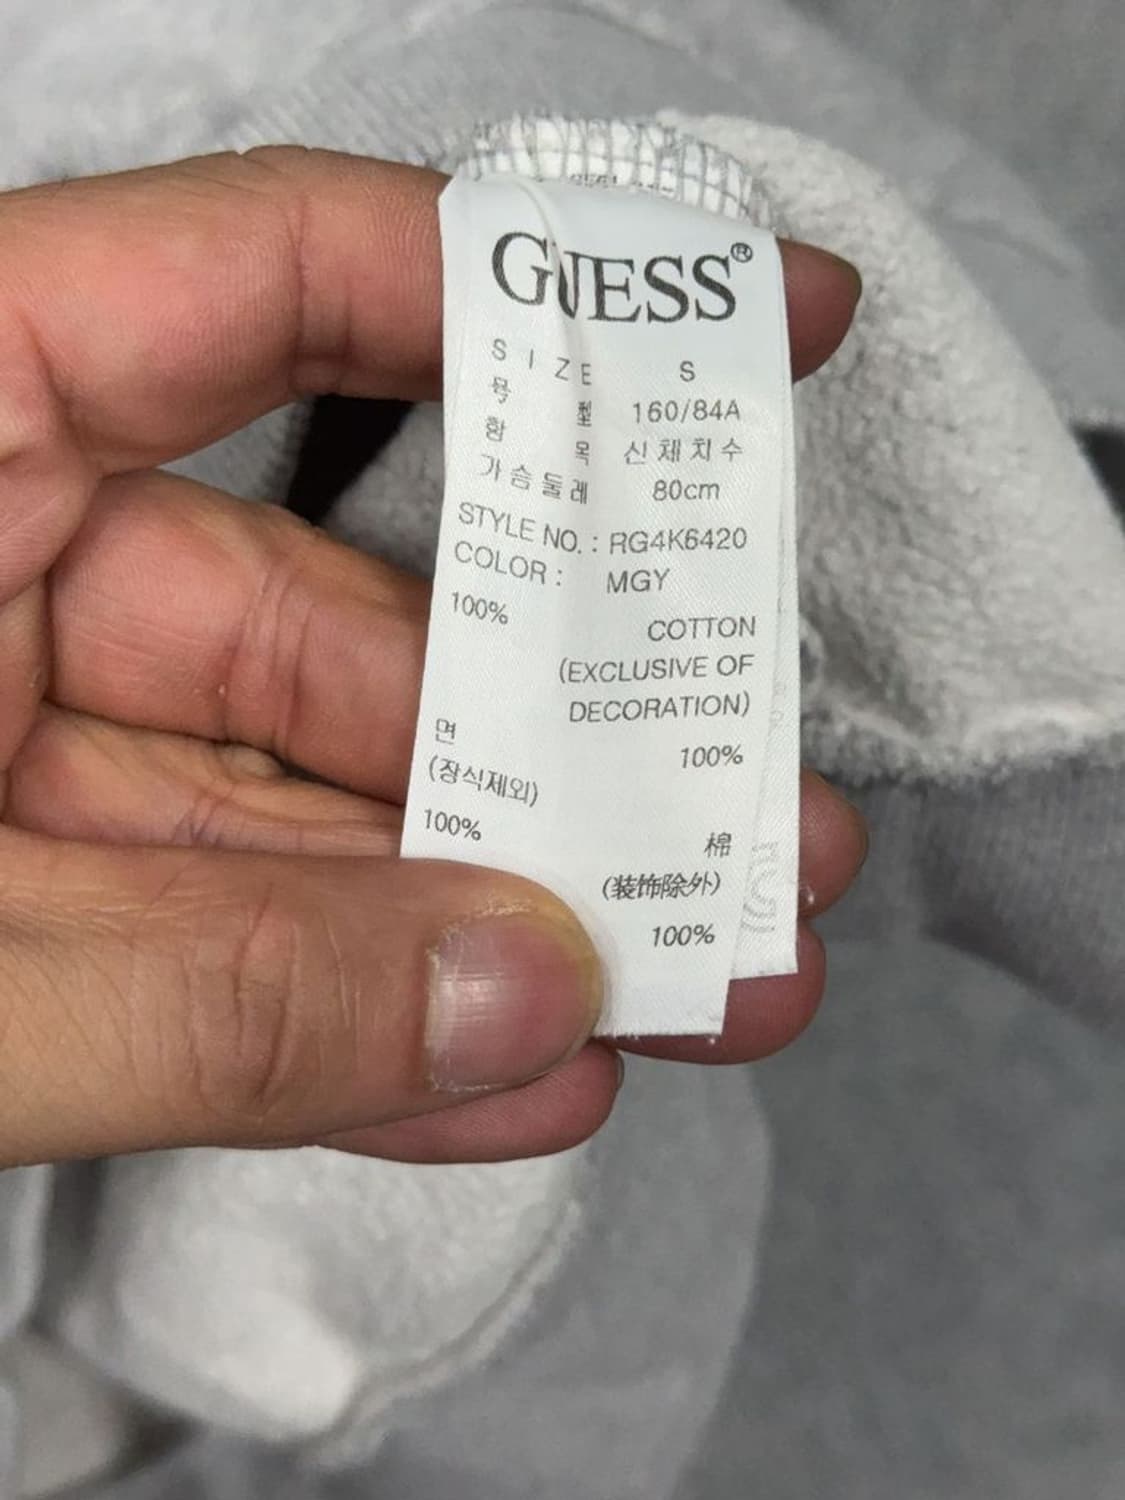 GUESS®
SIZE S
号型 160/84A
항목 신체치수
가슴둘레 80cm
STYLE NO. : RG4K6420
COLOR : MGY
100%
COTTON
(EXCLUSIVE OF
DECORATION)
100%
면
(장식제외)
100%
棉
(装饰除外)
100%